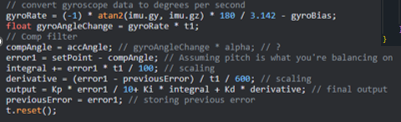 // convert gyroscope data to degrees per second
gyroRate = (-1) * atan2(imu.gy, imu.gz) * 180 / 3.142 - gyroBias;
float gyroAngleChange = gyroRate * t1;
// Comp filter
compAngle = accAngle; // gyroAngleChange * alpha; // ?
error1 = setPoint - compAngle; // Assuming pitch is what you're balancing on
integral += error1 * t1 / 100; // scaling
derivative = (error1 - previousError) / t1 / 600; // scaling
output = Kp * error1 / 10+ Ki * integral + Kd * derivative; // final output
previousError = error1; // storing previous error
t.reset();
}